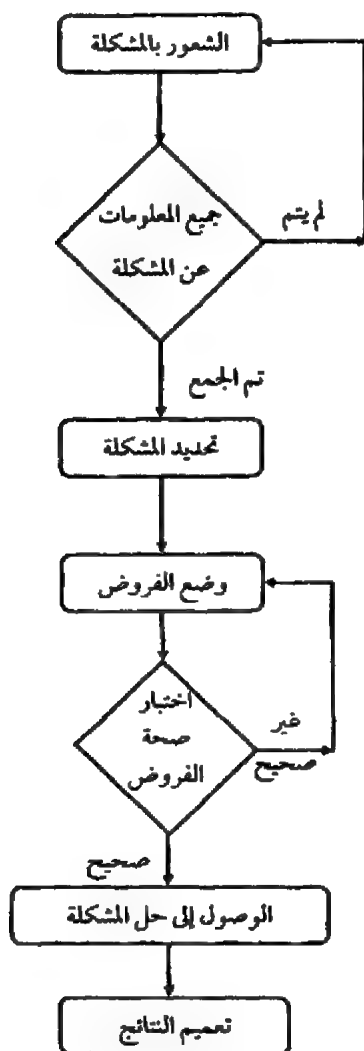 الشعور بالمشكلة
جميع المعلومات
عن المشكلة
لم يتم
تم الجمع
تحديد المشكلة
وضع الفروض
اختبار
صحة
الفروض
غير
صحيح
صحيح
الوصول إلى حل المشكلة
تعميم النتائج